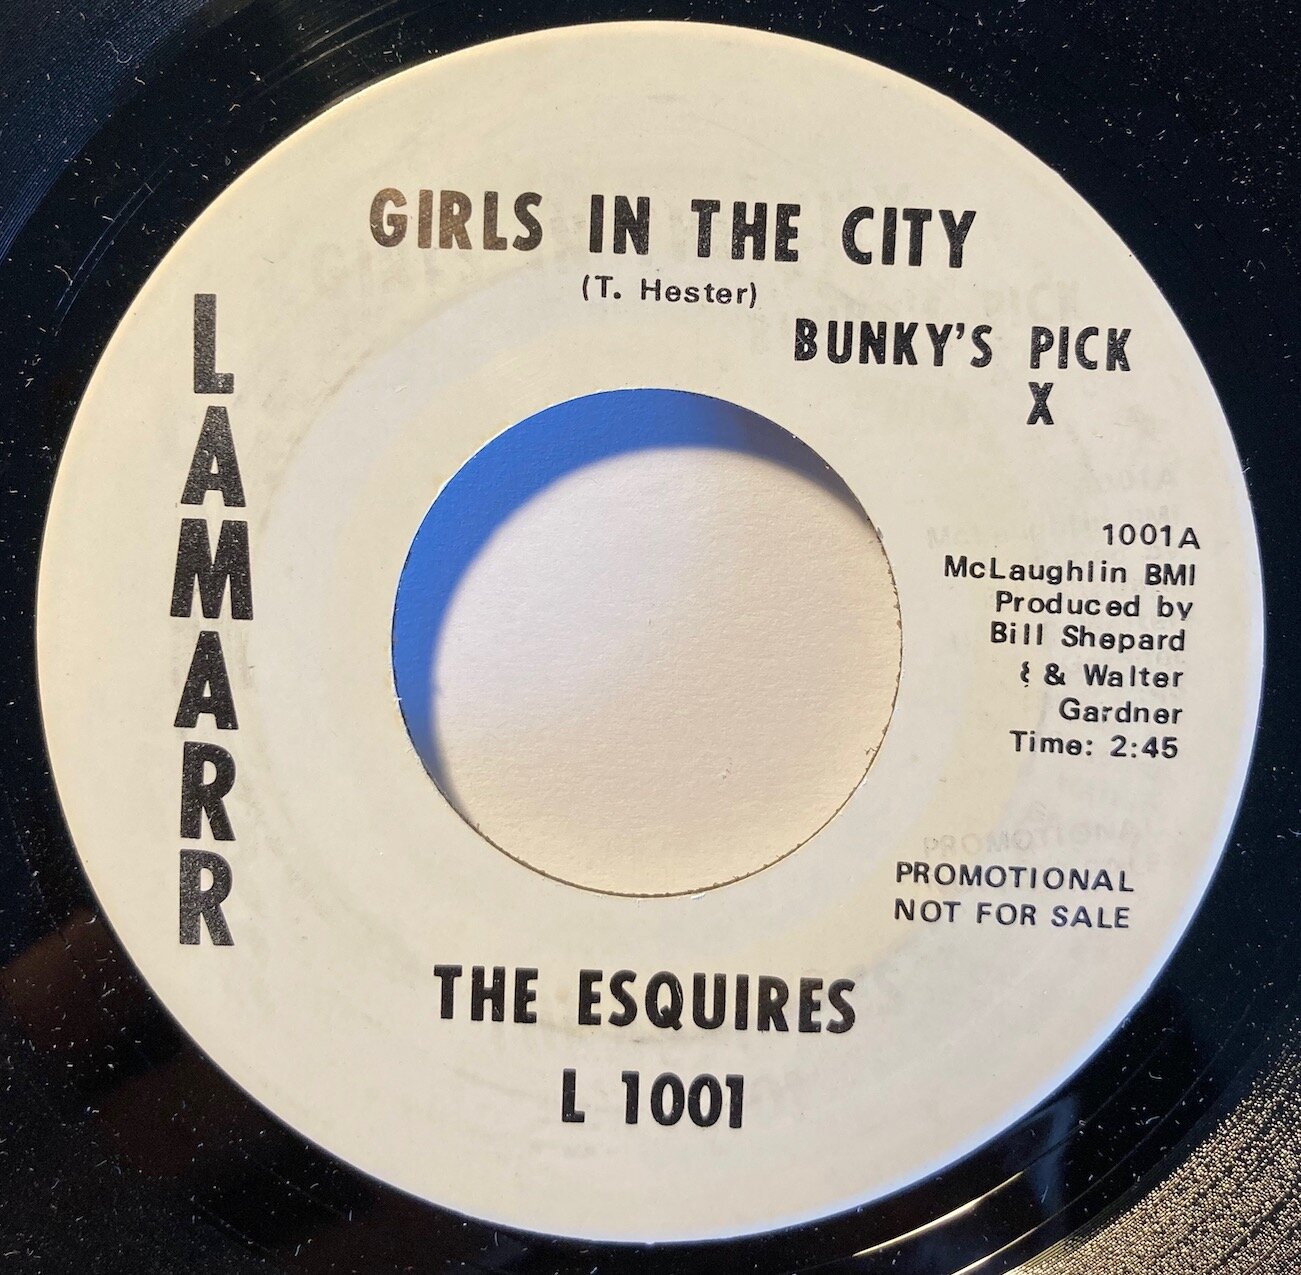 GIRLS IN THE CITY
(T. Hester)
BUNKY'S PICK
X
LAMARR
1001A
McLaughlin BMI
Produced by
Bill Shepard
& Walter
Gardner
Time: 2:45
PROMOTIONAL
NOT FOR SALE
THE ESQUIRES
L 1001